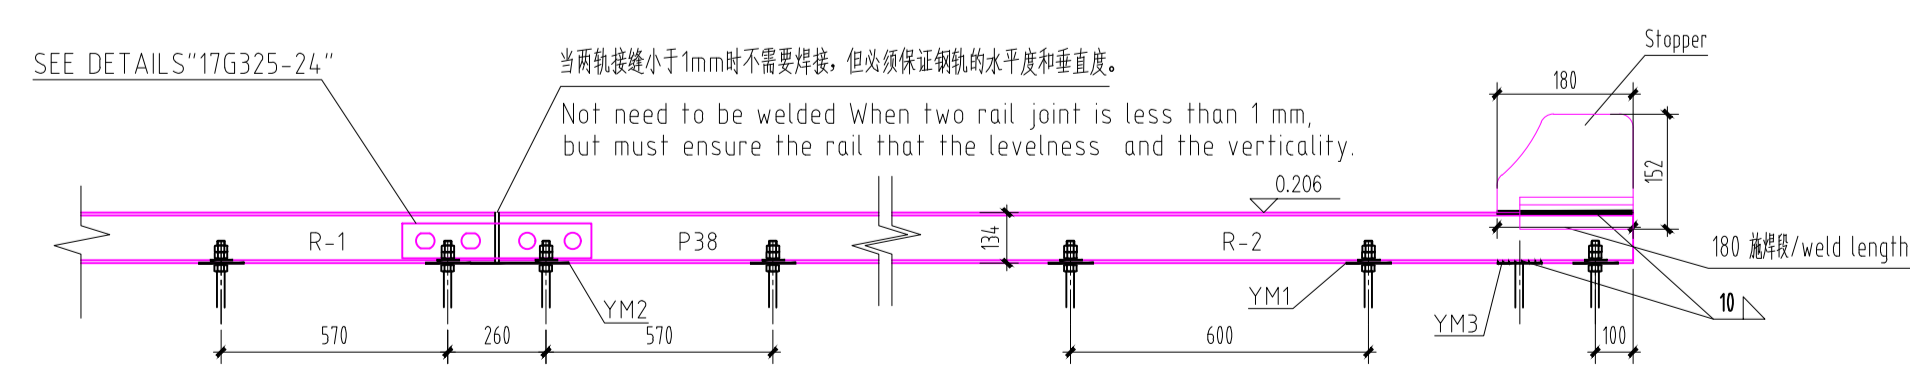 Stopper
SEE DETAILS"17G325-24"
当两轨接缝小于1mm时不需要焊接，但必须保证钢轨的水平度和垂直度。
180
Not need to be welded When two rail joint is less than 1 mm,
but must ensure the rail that the levelness and the verticality.
152
0.206
R-1
P38
134
R-2
180 施焊段/weld length
YM2
YM1
YM3
10
570
260
570
600
100